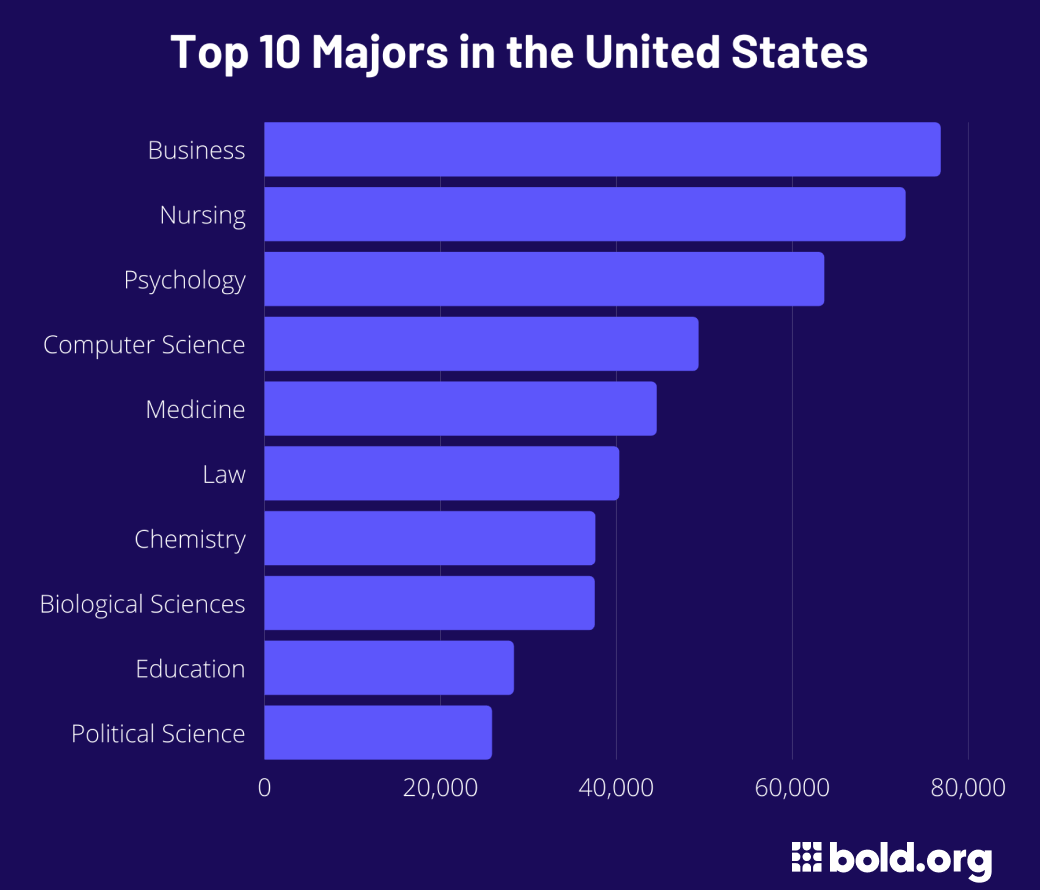 Top 10 Majors in the United States
Business
Nursing
Psychology
Computer Science
Medicine
Law
Chemistry
Biological Sciences
Education
Political Science
0 20,000 40,000 60,000 80,000
bold.org